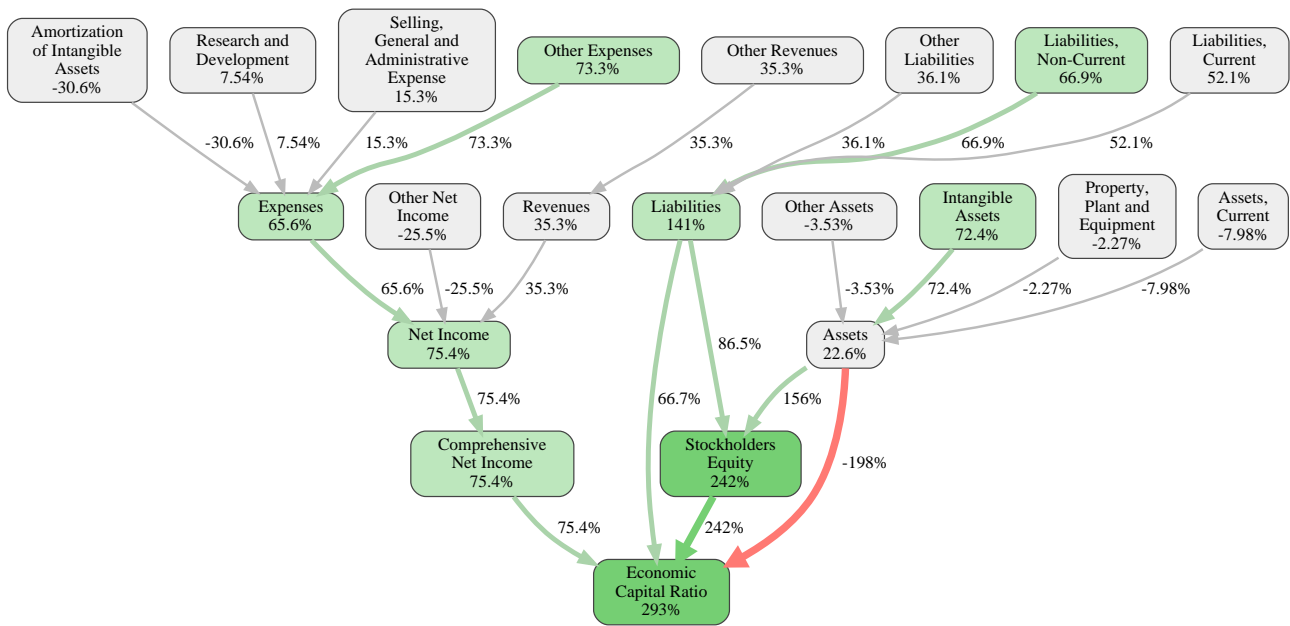 Amortization
of Intangible
Assets
-30.6%
Research and
Development
7.54%
Selling,
General and
Administrative
Expense
15.3%
Other Expenses
73.3%
Other Revenues
35.3%
Other
Liabilities
36.1%
Liabilities,
Non-Current
66.9%
Liabilities,
Current
52.1%
-30.6%
7.54%
15.3%
73.3%
35.3%
36.1%
66.9%
52.1%
Expenses
65.6%
Other Net
Income
-25.5%
Revenues
35.3%
Liabilities
141%
Other Assets
-3.53%
Intangible
Assets
72.4%
Property,
Plant and
Equipment
-2.27%
Assets,
Current
-7.98%
65.6%
-25.5%
35.3%
-3.53%
72.4%
-2.27%
-7.98%
Net Income
75.4%
86.5%
Assets
22.6%
75.4%
66.7%
156%
Comprehensive
Net Income
75.4%
Stockholders
Equity
242%
-198%
75.4%
242%
Economic
Capital Ratio
293%